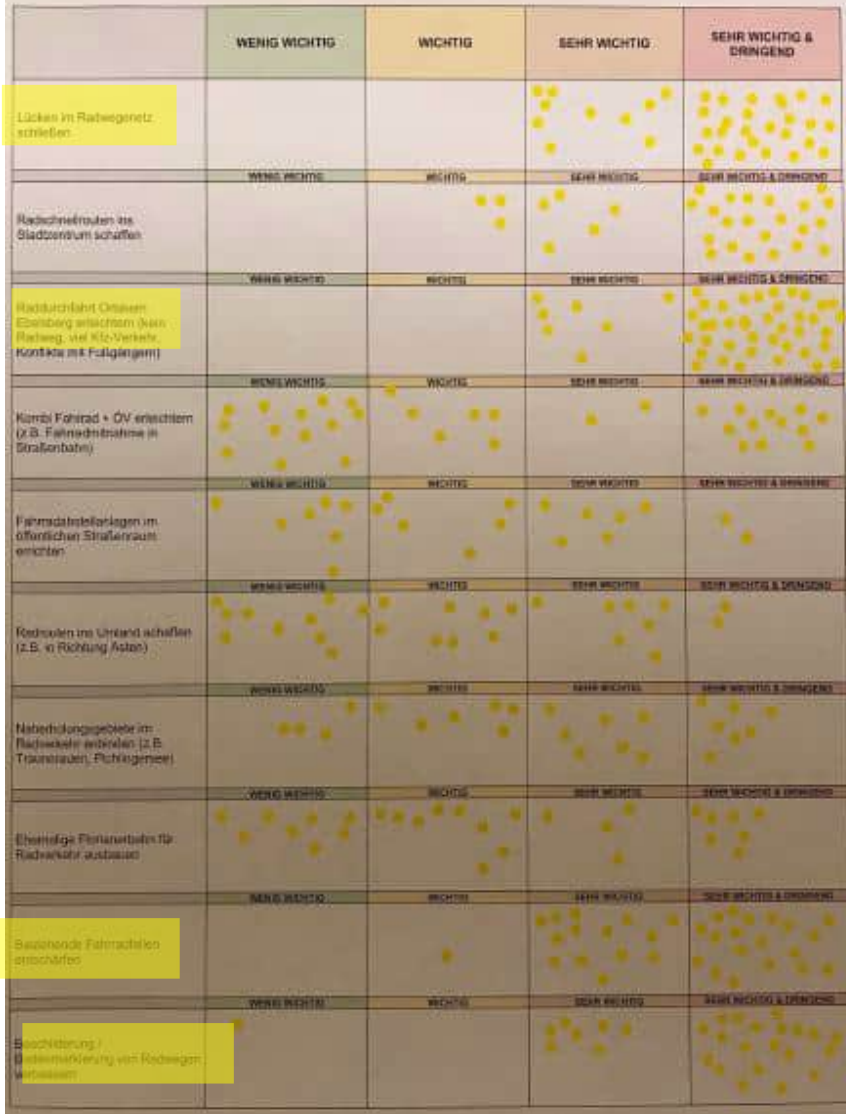 WENIG WICHTIG WICHTIG SEHR WICHTIG SEHR WICHTIG &
DRINGEND
Lücken im Radwegenetz
schließen
WENIG WICHTIG WICHTIG SEHR WICHTIG SEHR WICHTIG & DRINGEND
Radschnellrouten ins
Stadtzentrum schaffen
WENIG WICHTIG WICHTIG SEHR WICHTIG SEHR WICHTIG & DRINGEND
Raddurchfahrt Ortskern
Ebelsberg erleichtern (kein
Radweg, viel Kfz-Verkehr,
Konflikte mit Fußgängern)
WENIG WICHTIG WICHTIG SEHR WICHTIG SEHR WICHTIG & DRINGEND
Kombi Fahrrad + ÖV erleichtern
(z.B. Fahrradmitnahme in
Straßenbahn)
WENIG WICHTIG WICHTIG SEHR WICHTIG SEHR WICHTIG & DRINGEND
Fahrradabstellanlagen im
öffentlichen Straßenraum
errichten
WENIG WICHTIG WICHTIG SEHR WICHTIG SEHR WICHTIG & DRINGEND
Radrouten ins Umland schaffen
(z.B. in Richtung Asten)
WENIG WICHTIG WICHTIG SEHR WICHTIG SEHR WICHTIG & DRINGEND
Naherholungsgebiete im
Radverkehr anbinden (z.B.
Traunauen, Pichlingersee)
WENIG WICHTIG WICHTIG SEHR WICHTIG SEHR WICHTIG & DRINGEND
Ehemalige Florianerbahn für
Radverkehr ausbauen
WENIG WICHTIG WICHTIG SEHR WICHTIG SEHR WICHTIG & DRINGEND
Bestehende Fahrradfallen
entschärfen
WENIG WICHTIG WICHTIG SEHR WICHTIG SEHR WICHTIG & DRINGEND
Beschilderung /
Bodenmarkierung von Radwegen
verbessern